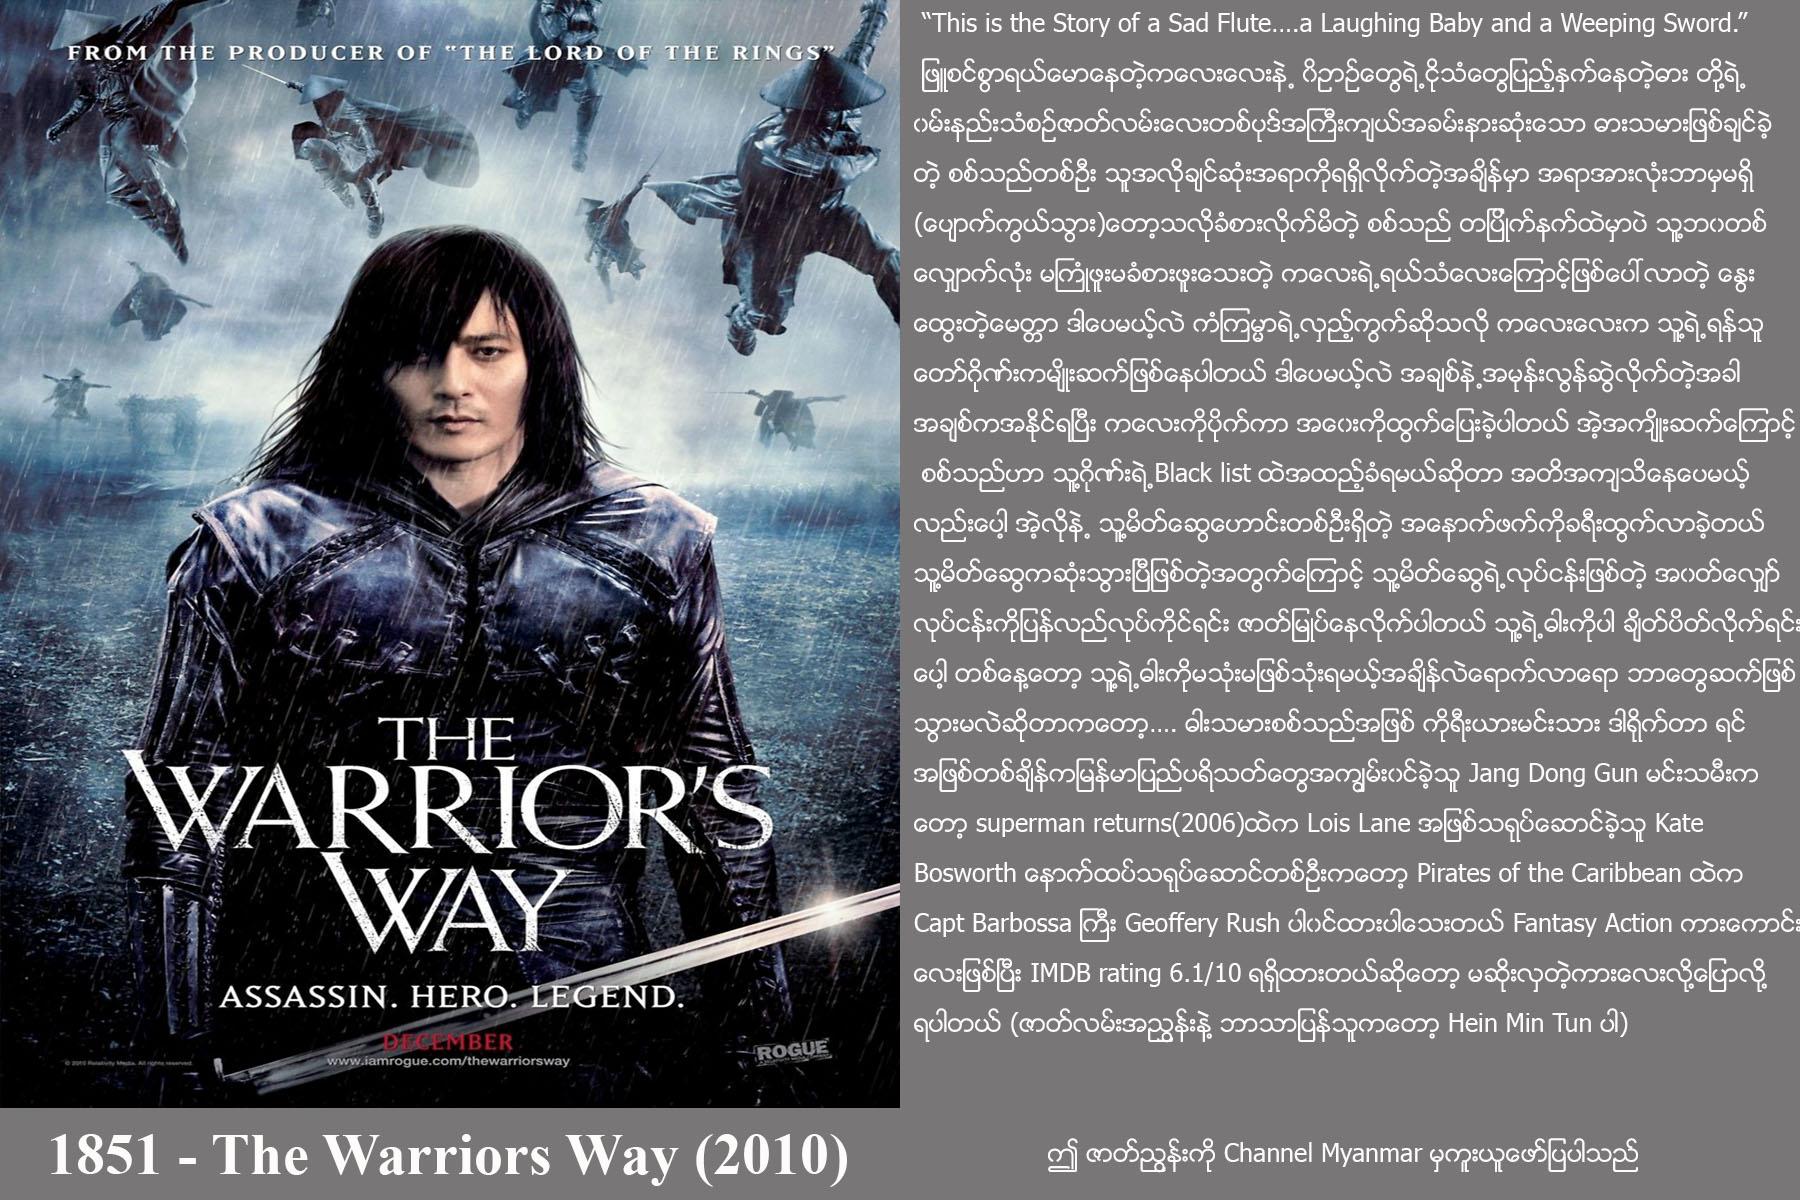 FROM THE PRODUCER OF “THE LORD OF THE RINGS”
THE
WARRIOR'S
WAY
ASSASSIN. HERO. LEGEND.
DECEMBER
www.iamrogue.com/thewarriorsway
© 2010 Relativity Media. All rights reserved.
ROGUE
1851 - The Warriors Way (2010)
“This is the Story of a Sad Flute....a Laughing Baby and a Weeping Sword.”
ဖြူစင်စွာရယ်မောနေတဲ့ကလေးလေးနဲ့ ဝိဉာဉ်တွေရဲ့ငိုသံတွေပြည့်နှက်နေတဲ့ဓား တို့ရဲ့
ဝမ်းနည်းသံစဉ်ဇာတ်လမ်းလေးတစ်ပုဒ်အကြီးကျယ်အခမ်းနားဆုံးသော ဓားသမားဖြစ်ချင်ခဲ့
တဲ့ စစ်သည်တစ်ဦး သူအလိုချင်ဆုံးအရာကိုရရှိလိုက်တဲ့အချိန်မှာ အရာအားလုံးဘာမှမရှိ
(ပျောက်ကွယ်သွား)တော့သလိုခံစားလိုက်မိတဲ့ စစ်သည် တပြိုက်နက်ထဲမှာပဲ သူ့ဘဝတစ်
လျှောက်လုံး မကြုံဖူးမခံစားဖူးသေးတဲ့ ကလေးရဲ့ရယ်သံလေးကြောင့်ဖြစ်ပေါ်လာတဲ့ နွေး
ထွေးတဲ့မေတ္တာ ဒါပေမယ့်လဲ ကံကြမ္မာရဲ့လှည့်ကွက်ဆိုသလို ကလေးလေးက သူ့ရဲ့ရန်သူ
တော်ဂိုဏ်းကမျိုးဆက်ဖြစ်နေပါတယ် ဒါပေမယ့်လဲ အချစ်နဲ့အမုန်းလွန်ဆွဲလိုက်တဲ့အခါ
အချစ်ကအနိုင်ရပြီး ကလေးကိုပိုက်ကာ အဝေးကိုထွက်ပြေးခဲ့ပါတယ် အဲ့အကျိုးဆက်ကြောင့်
စစ်သည်ဟာ သူ့ဂိုဏ်းရဲ့Black list ထဲအထည့်ခံရမယ်ဆိုတာ အတိအကျသိနေပေမယ့်
လည်းပေါ့ အဲ့လိုနဲ့ သူ့မိတ်ဆွေဟောင်းတစ်ဦးရှိတဲ့ အနောက်ဖက်ကိုခရီးထွက်လာခဲ့တယ်
သူ့မိတ်ဆွေကဆုံးသွားပြီဖြစ်တဲ့အတွက်ကြောင့် သူ့မိတ်ဆွေရဲ့လုပ်ငန်းဖြစ်တဲ့ အဝတ်လျှော်
လုပ်ငန်းကိုပြန်လည်လုပ်ကိုင်ရင်း ဇာတ်မြှုပ်နေလိုက်ပါတယ် သူ့ရဲ့ဓါးကိုပါ ချိတ်ပိတ်လိုက်ရင်း
ပေါ့ တစ်နေ့တော့ သူ့ရဲ့ဓါးကိုမသုံးမဖြစ်သုံးရမယ့်အချိန်လဲရောက်လာရော ဘာတွေဆက်ဖြစ်
သွားမလဲဆိုတာကတော့.... ဓါးသမားစစ်သည်အဖြစ် ကိုရီးယားမင်းသား ဒါရိုက်တာ ရင်
အဖြစ်တစ်ချိန်ကမြန်မာပြည်ပရိသတ်တွေအကျွမ်းဝင်ခဲ့သူ Jang Dong Gun မင်းသမီးက
တော့ superman returns(2006)ထဲက Lois Lane အဖြစ်သရုပ်ဆောင်ခဲ့သူ Kate
Bosworth နောက်ထပ်သရုပ်ဆောင်တစ်ဦးကတော့ Pirates of the Caribbean ထဲက
Capt Barbossa ကြီး Geoffery Rush ပါဝင်ထားပါသေးတယ် Fantasy Action ကားကောင်း
လေးဖြစ်ပြီး IMDB rating 6.1/10 ရရှိထားတယ်ဆိုတော့ မဆိုးလှတဲ့ကားလေးလို့ပြောလို့
ရပါတယ် (ဇာတ်လမ်းအညွှန်းနဲ့ ဘာသာပြန်သူကတော့ Hein Min Tun ပါ)
ဤ ဇာတ်ညွှန်းကို Channel Myanmar မှကူးယူဖော်ပြပါသည်